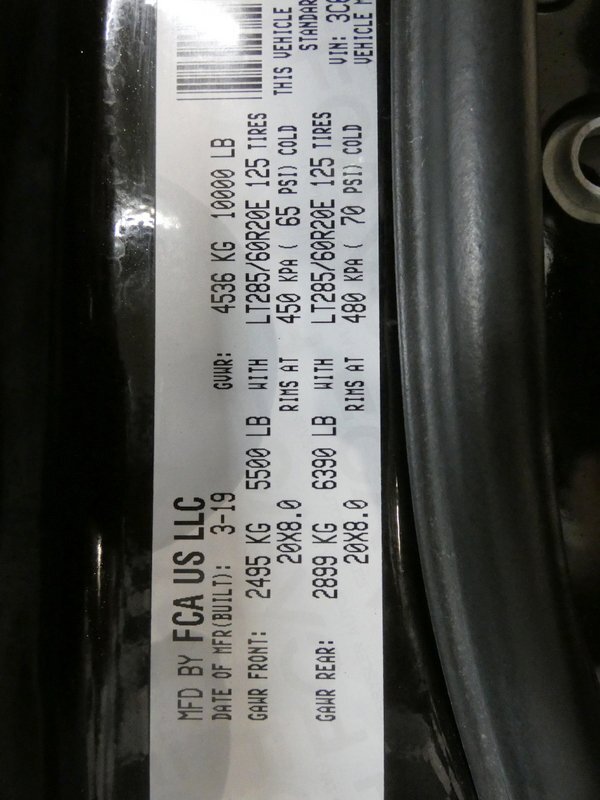 MFD BY FCA US LLC
DATE OF MFR(BUILT): 3-19 GVWR: 4536 KG 10000 LB
GAWR FRONT: 2495 KG 5500 LB WITH LT285/60R20E 125 TIRES
20X8.0 RIMS AT 450 KPA ( 65 PSI) COLD
GAWR REAR: 2899 KG 6390 LB WITH LT285/60R20E 125 TIRES
20X8.0 RIMS AT 480 KPA ( 70 PSI) COLD
THIS VEHICLE
STANDAR
VIN: 3C6
VEHICLE M